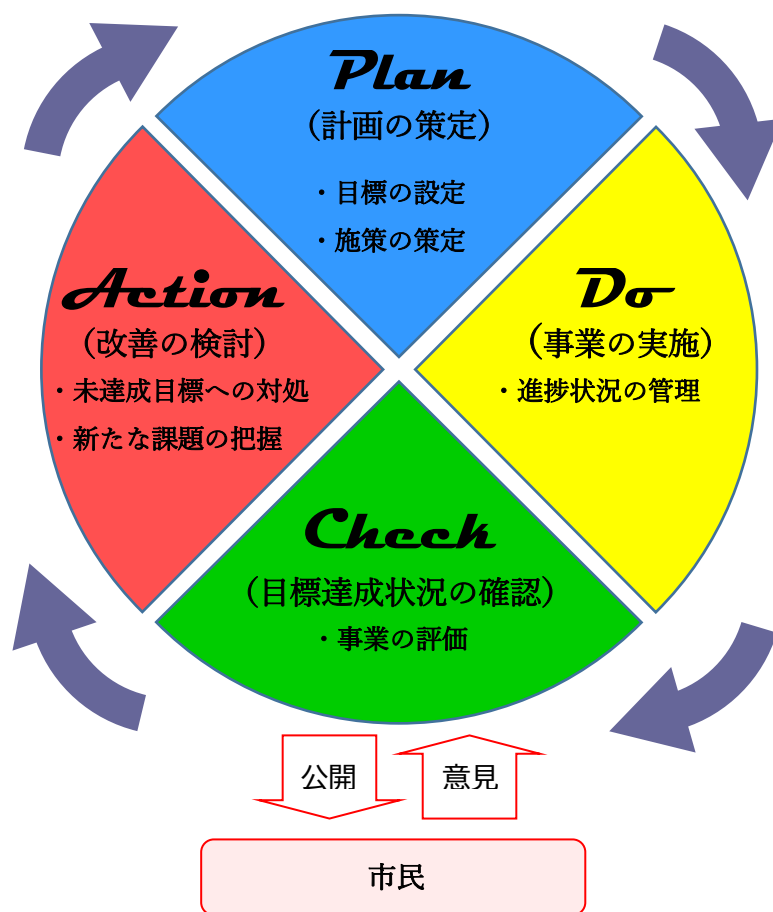 Plan
（計画の策定）
・目標の設定
・施策の策定
Action
（改善の検討）
・未達成目標への対処
・新たな課題の把握
Do
（事業の実施）
・進捗状況の管理
Check
（目標達成状況の確認）
・事業の評価
公開
意見
市民